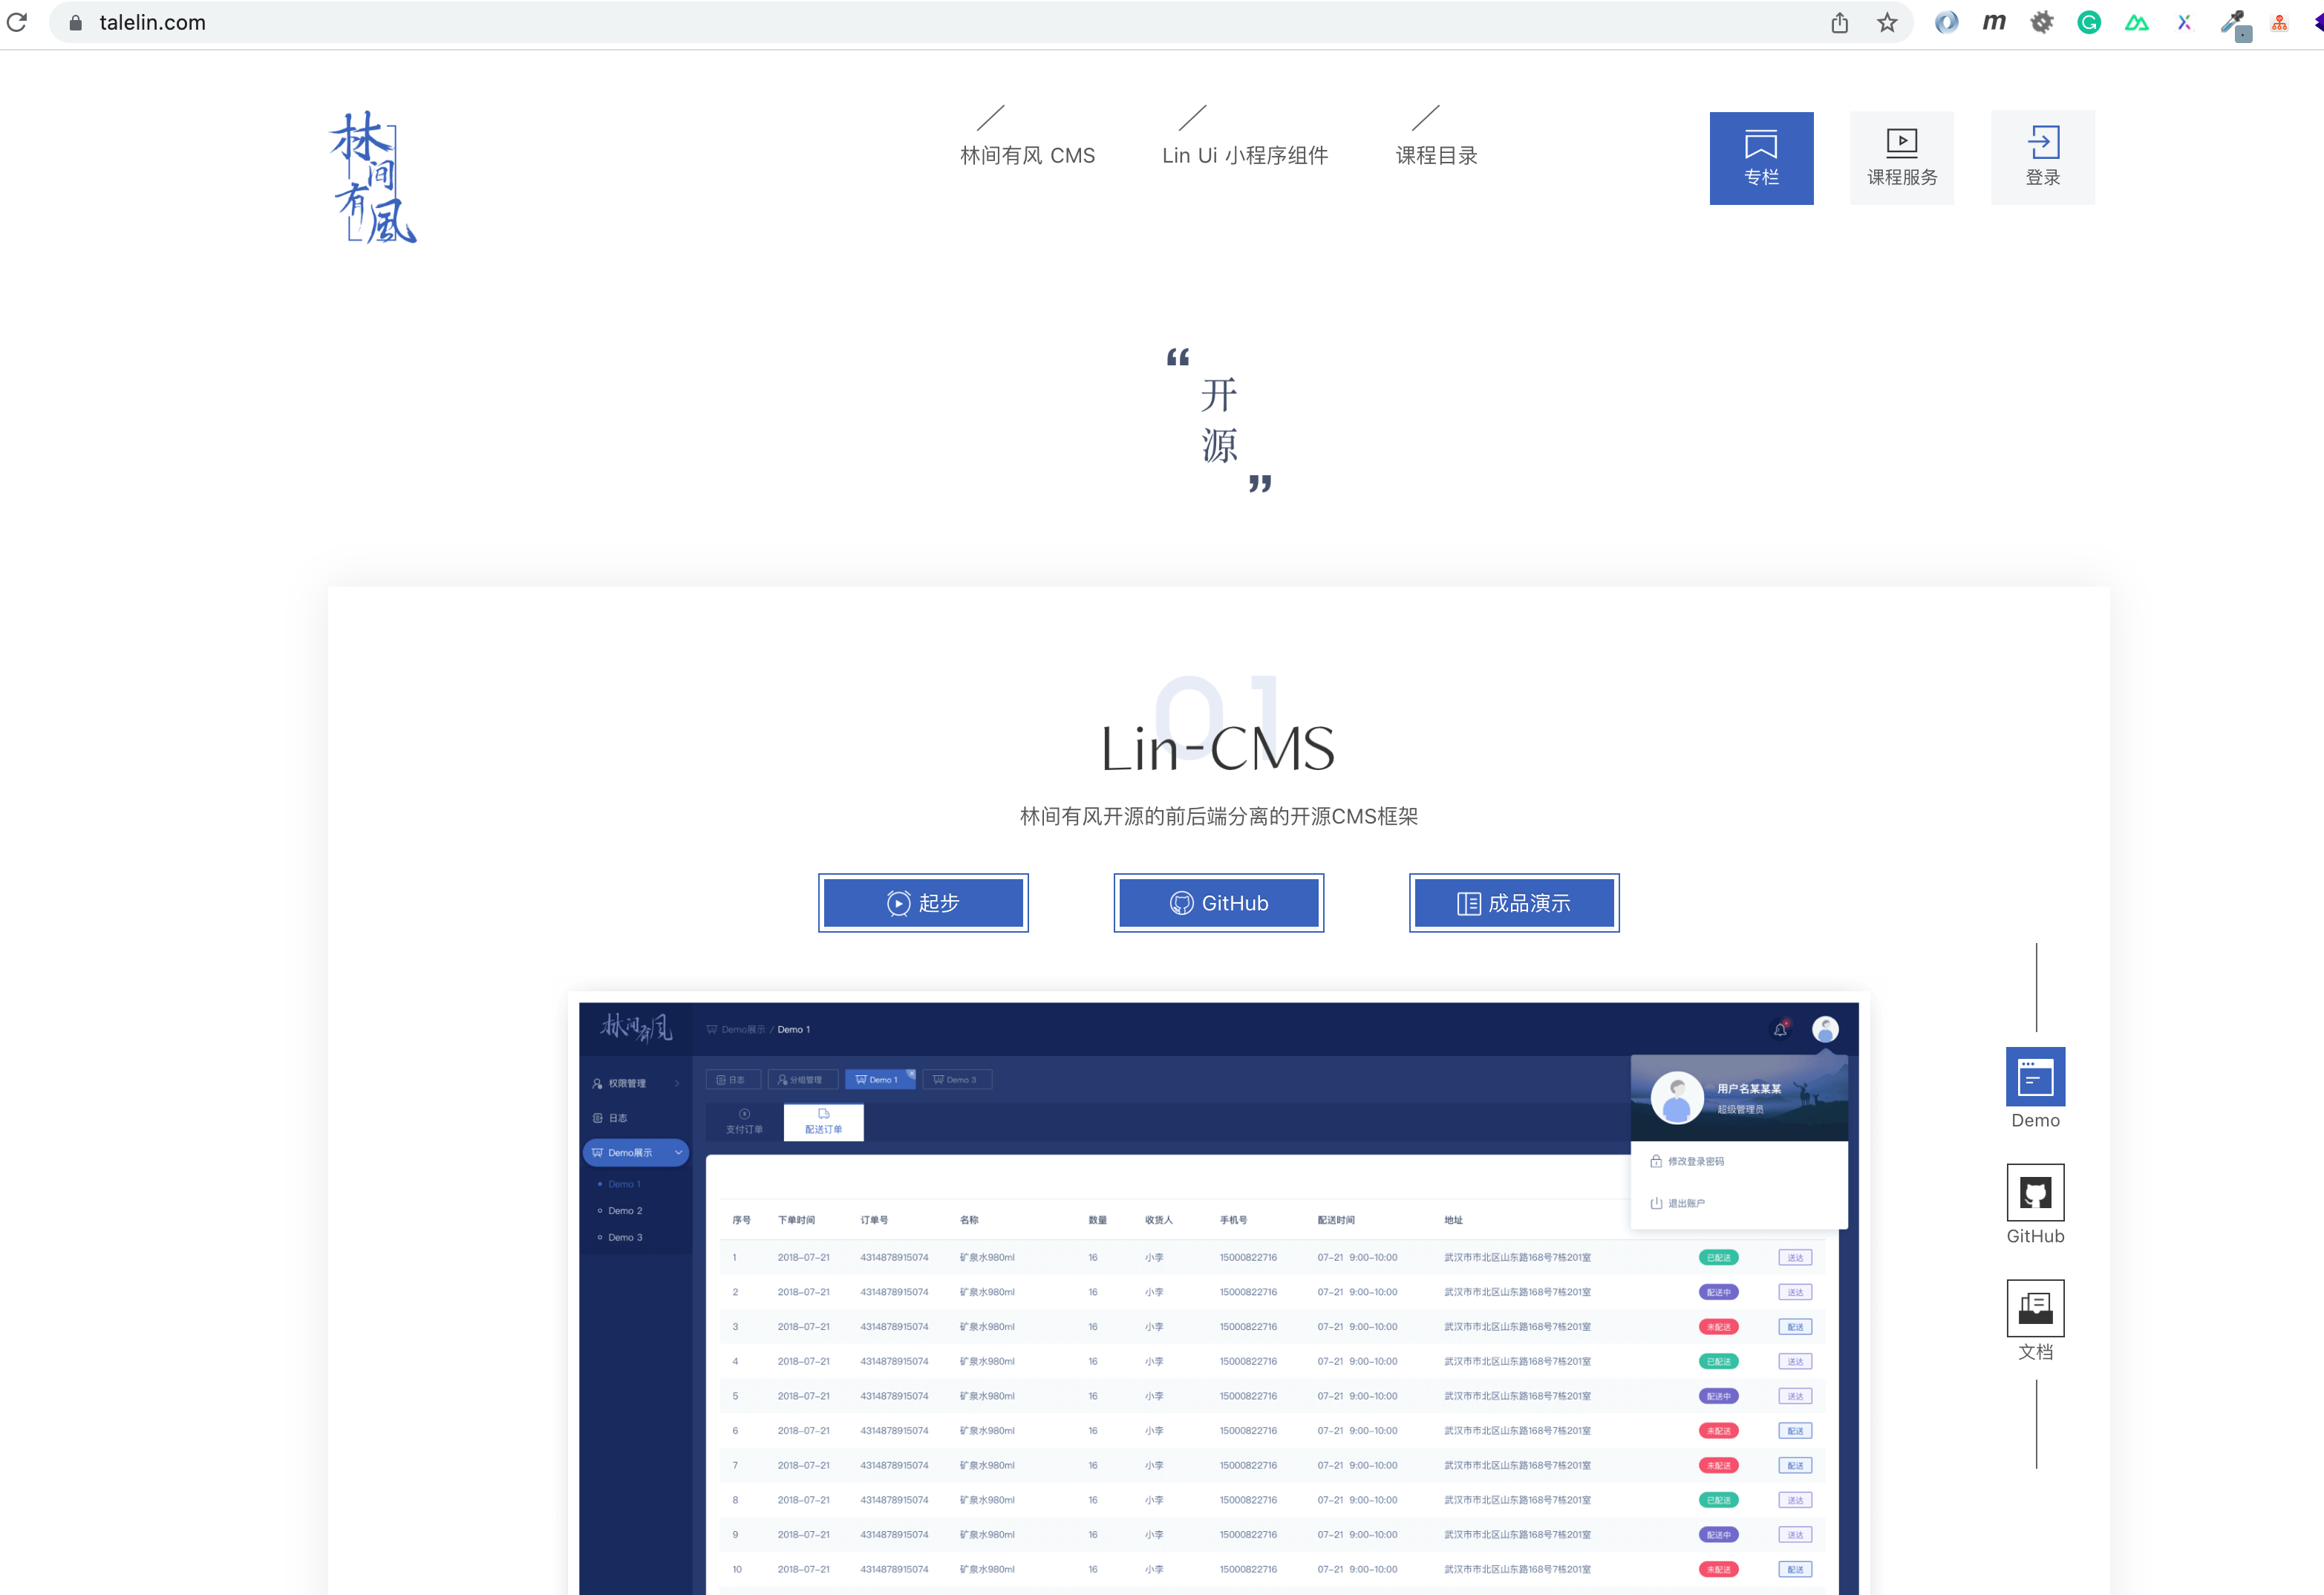 talelin.com
林间有風
林间有风 CMS
Lin Ui 小程序组件
课程目录
专栏
课程服务
登录
“
开
源
”
01
Lin-CMS
林间有风开源的前后端分离的开源CMS框架
起步
GitHub
成品演示
林间有风
Demo展示 / Demo 1
权限管理
日志
Demo展示
Demo 1
Demo 2
Demo 3
日志 分组管理 Demo 1 Demo 3
支付订单 配送订单
用户名某某某
超级管理员
修改登录密码
退出账户
序号 下单时间 订单号 名称 数量 收货人 手机号 配送时间 地址
1 2018-07-21 4314878915074 矿泉水980ml 16 小李 15000822716 07-21 9:00-10:00 武汉市市北区山东路168号7栋201室 已配送 送达
2 2018-07-21 4314878915074 矿泉水980ml 16 小李 15000822716 07-21 9:00-10:00 武汉市市北区山东路168号7栋201室 配送中 送达
3 2018-07-21 4314878915074 矿泉水980ml 16 小李 15000822716 07-21 9:00-10:00 武汉市市北区山东路168号7栋201室 未配送 配送
4 2018-07-21 4314878915074 矿泉水980ml 16 小李 15000822716 07-21 9:00-10:00 武汉市市北区山东路168号7栋201室 已配送 送达
5 2018-07-21 4314878915074 矿泉水980ml 16 小李 15000822716 07-21 9:00-10:00 武汉市市北区山东路168号7栋201室 配送中 送达
6 2018-07-21 4314878915074 矿泉水980ml 16 小李 15000822716 07-21 9:00-10:00 武汉市市北区山东路168号7栋201室 未配送 配送
7 2018-07-21 4314878915074 矿泉水980ml 16 小李 15000822716 07-21 9:00-10:00 武汉市市北区山东路168号7栋201室 未配送 配送
8 2018-07-21 4314878915074 矿泉水980ml 16 小李 15000822716 07-21 9:00-10:00 武汉市市北区山东路168号7栋201室 已配送 送达
9 2018-07-21 4314878915074 矿泉水980ml 16 小李 15000822716 07-21 9:00-10:00 武汉市市北区山东路168号7栋201室 配送中 送达
10 2018-07-21 4314878915074 矿泉水980ml 16 小李 15000822716 07-21 9:00-10:00 武汉市市北区山东路168号7栋201室 未配送 配送
Demo
GitHub
文档